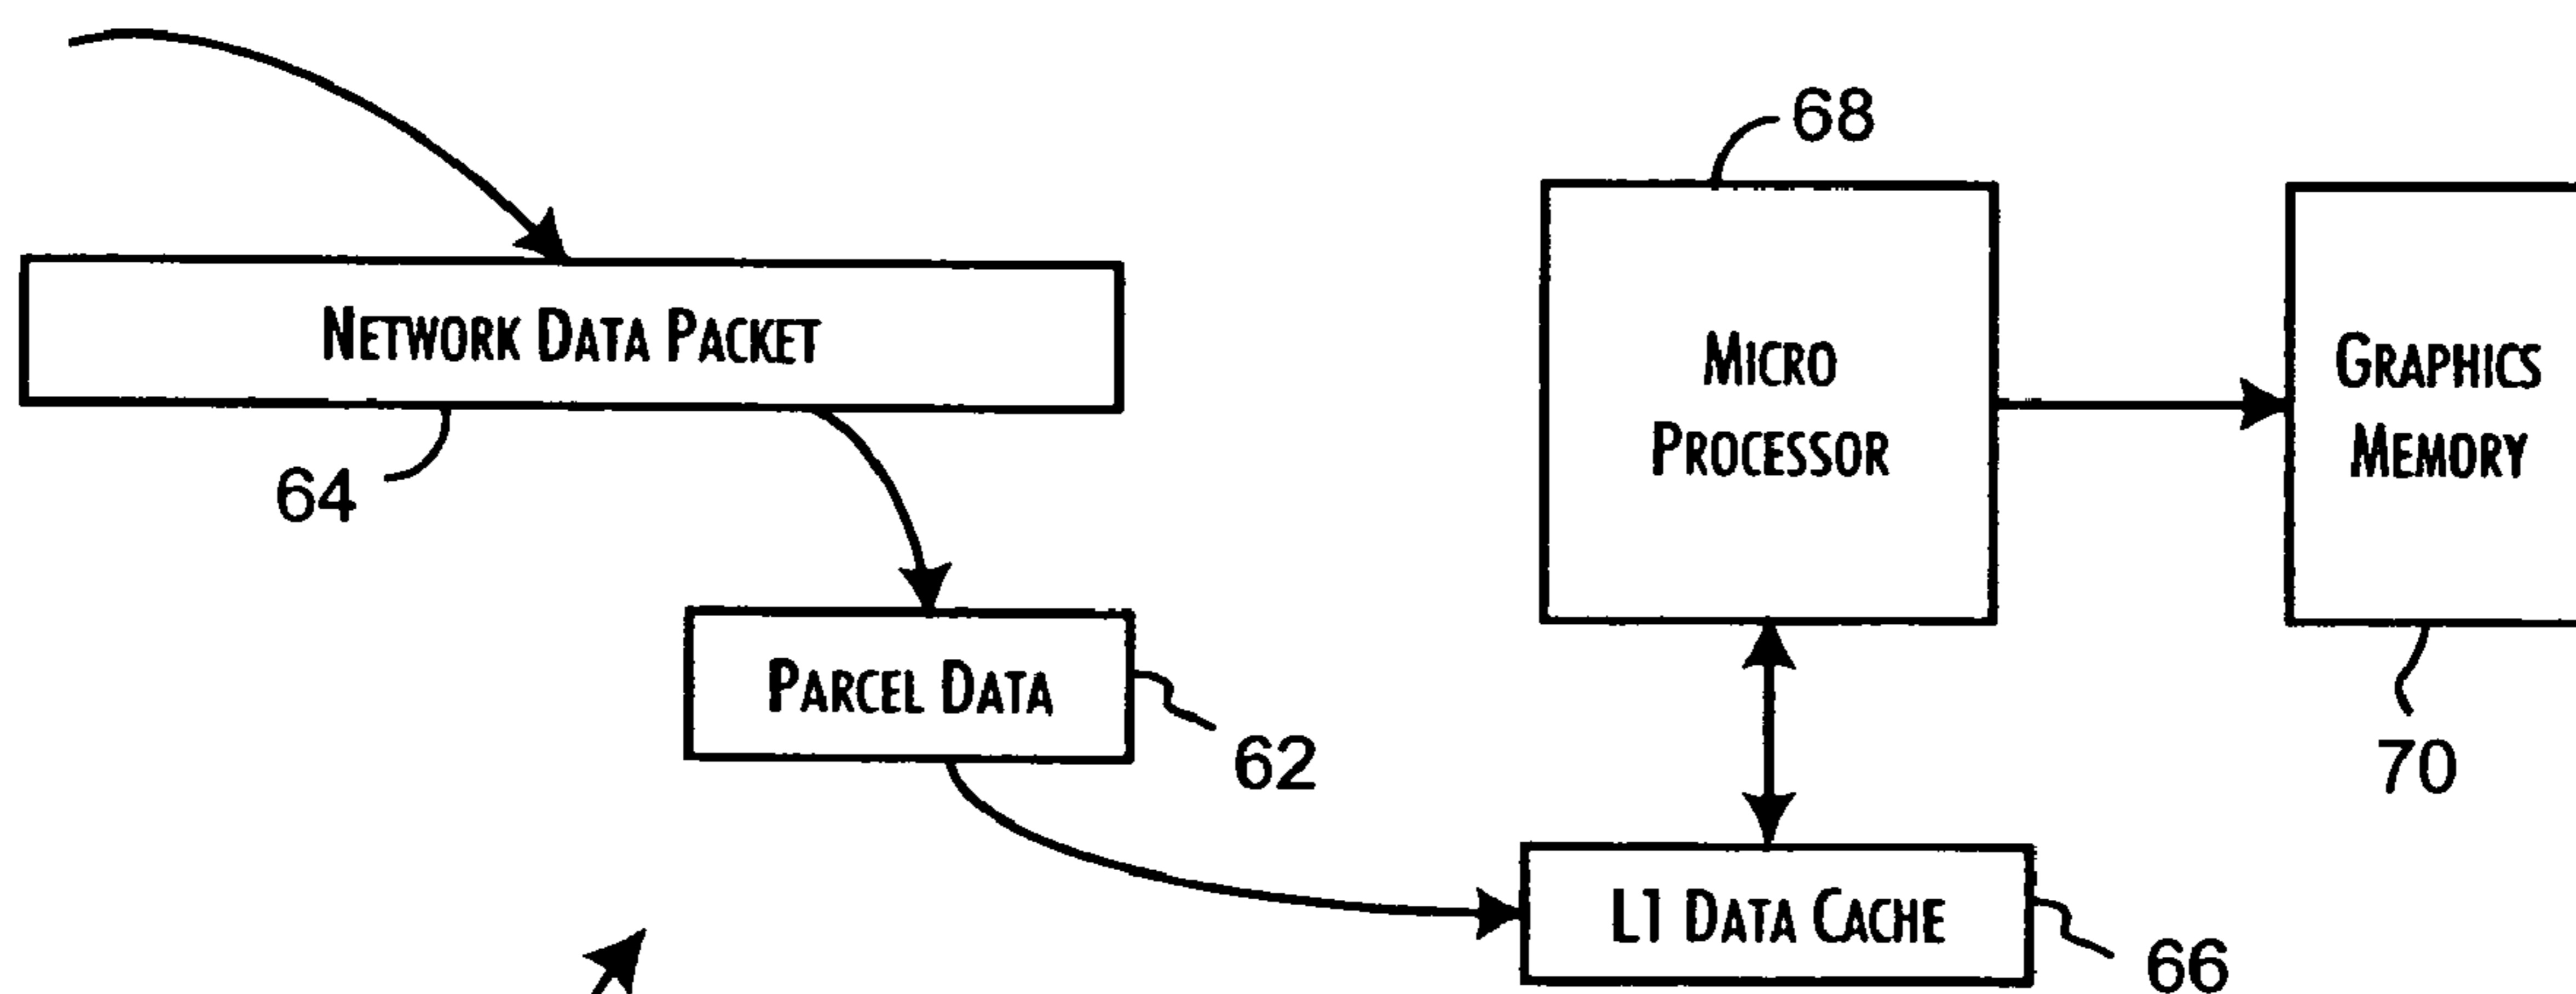 68
NETWORK DATA PACKET
MICRO
PROCESSOR
GRAPHICS
MEMORY
64
PARCEL DATA
62
70
L1 DATA CACHE
66